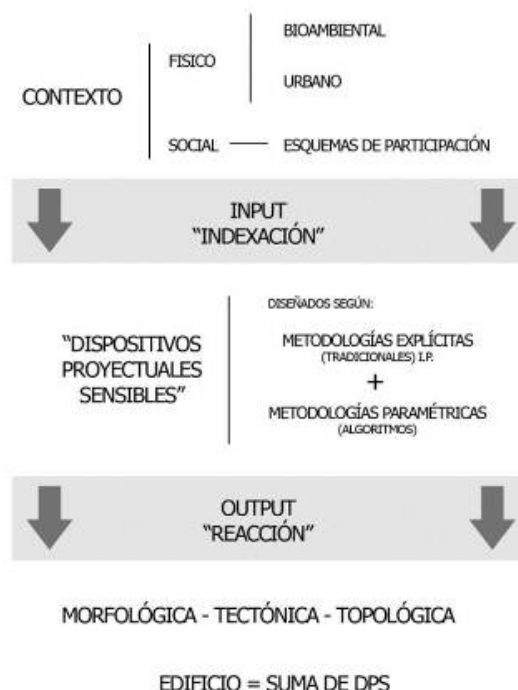 BIOAMBIENTAL
FISICO
URBANO
CONTEXTO
SOCIAL
ESQUEMAS DE PARTICIPACIÓN
INPUT
"INDEXACIÓN"
"DISPOSITIVOS
PROYECTUALES
SENSIBLES"
DISEÑADOS SEGÚN:
METODOLOGÍAS EXPLÍCITAS
(TRADICIONALES) I.P.
+
METODOLOGÍAS PARAMÉTRICAS
(ALGORITMOS)
OUTPUT
"REACCIÓN"
MORFOLÓGICA - TECTÓNICA - TOPOLÓGICA
EDIFICIO = SUMA DE DPS